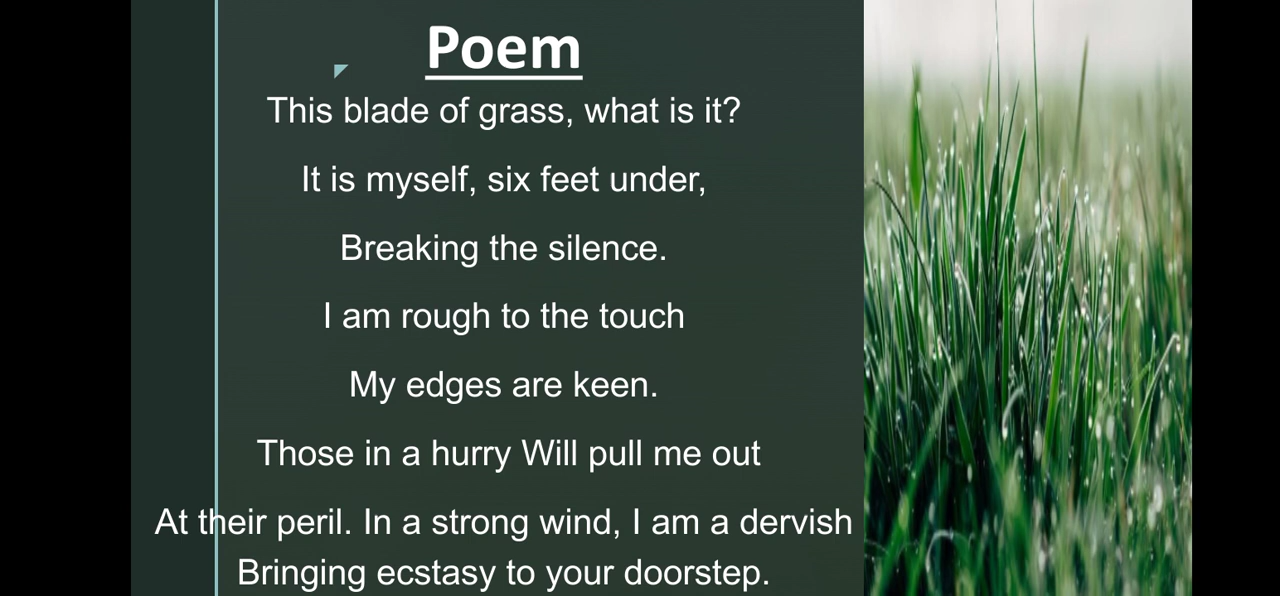 Poem
This blade of grass, what is it?
It is myself, six feet under,
Breaking the silence.
I am rough to the touch
My edges are keen.
Those in a hurry Will pull me out
At their peril. In a strong wind, I am a dervish
Bringing ecstasy to your doorstep.